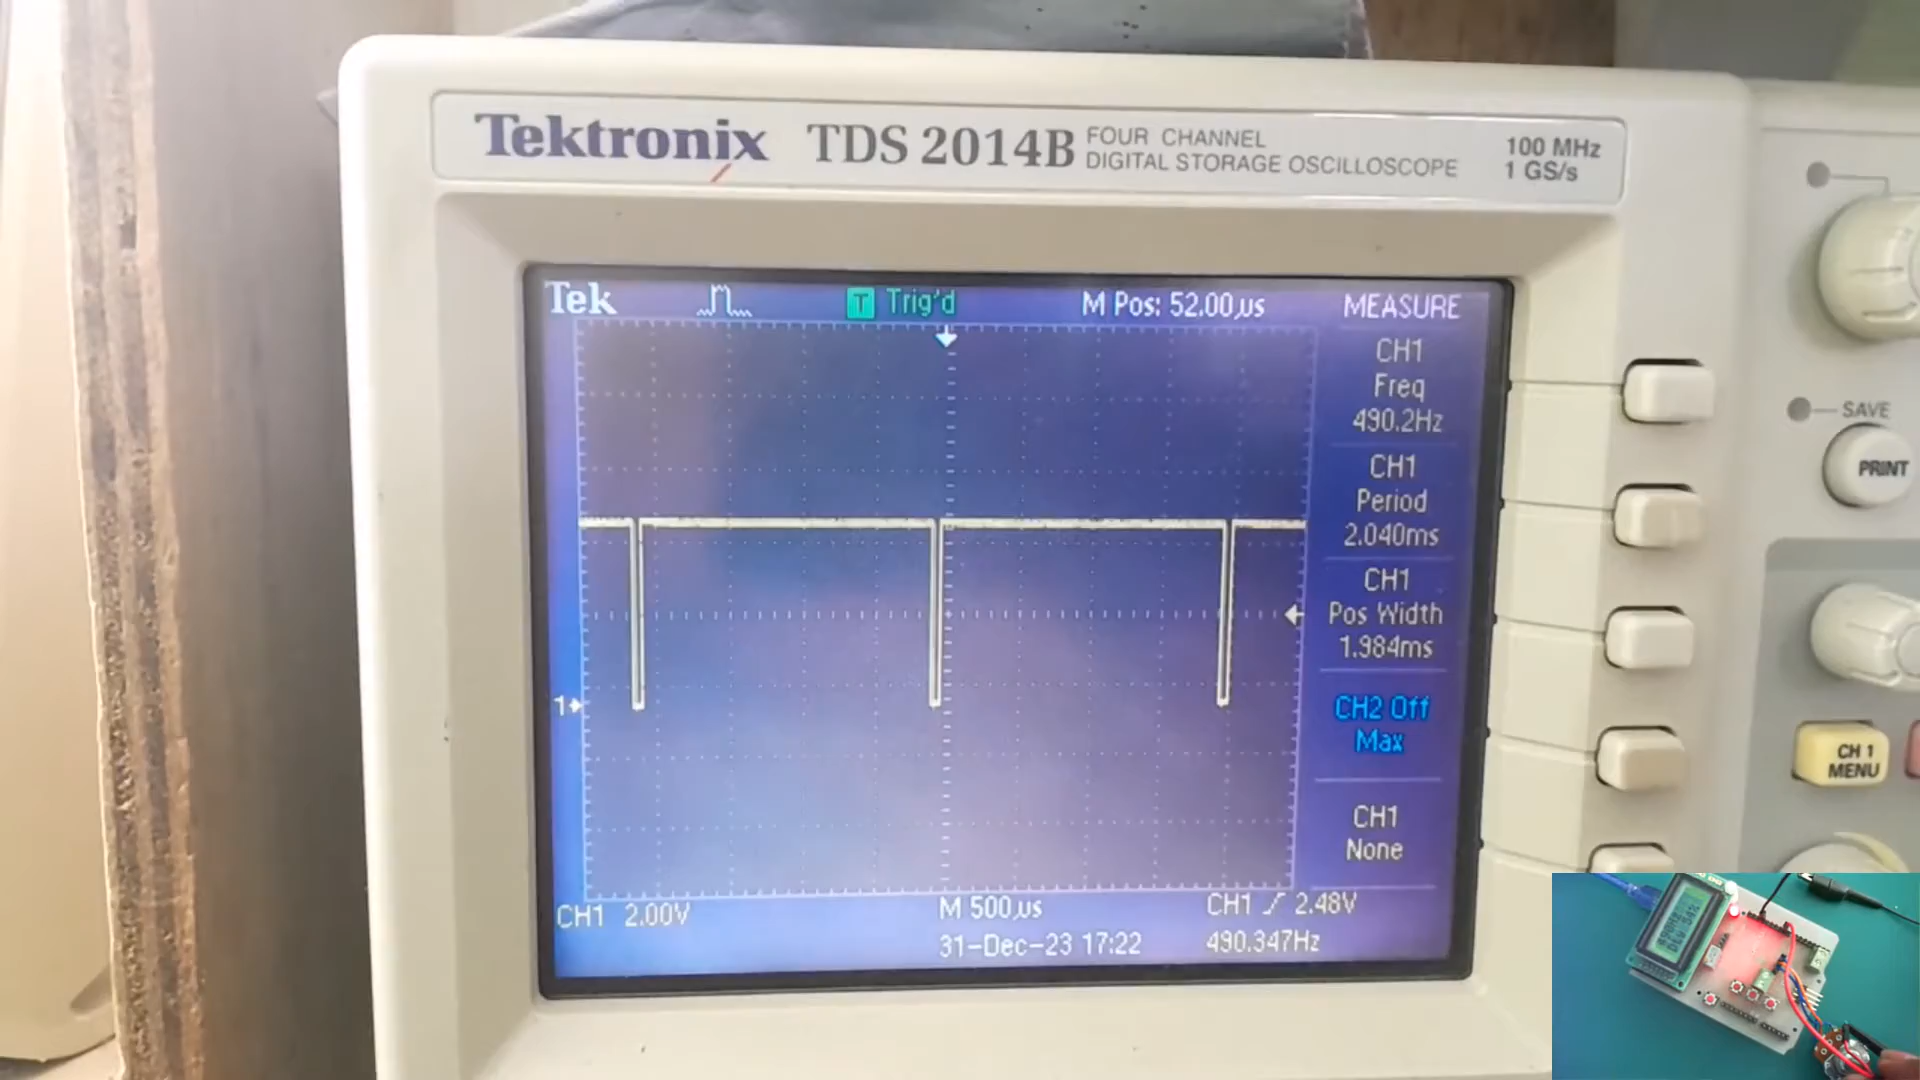 Tektronix TDS 2014B FOUR CHANNEL DIGITAL STORAGE OSCILLOSCOPE 100 MHz 1 GS/s
Tek T Trig'd M Pos: 52.00µs MEASURE
CH1
Freq
490.2Hz
CH1
Period
2.040ms
CH1
Pos Width
1.984ms
CH2 Off
Max
CH1
None
1
CH1 2.00V M 500µs CH1 2.48V
31-Dec-23 17:22 490.347Hz
SAVE
PRINT
CH 1
MENU